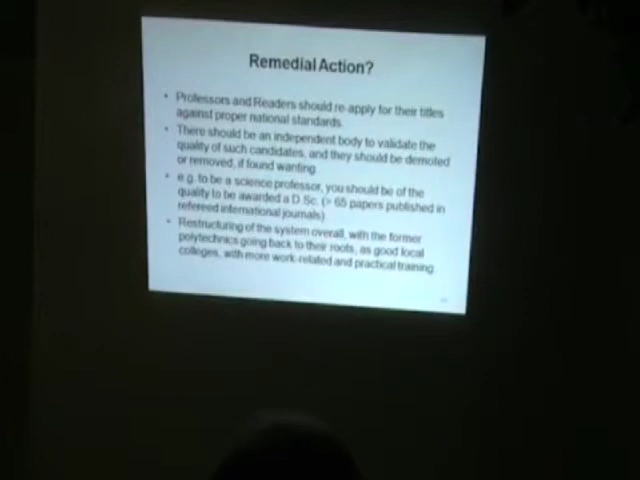 Remedial Action?
• Professors and Readers should re-apply for their titles
against proper national standards.
• There should be an independent body to validate the
quality of such candidates, and they should be demoted
or removed, if found wanting.
• e.g. to be a science professor, you should be of the
quality to be awarded a D.Sc. (> 65 papers published in
refereed international journals)
• Restructuring of the system overall, with the former
polytechnics going back to their roots, as good local
colleges, with more work-related and practical training.